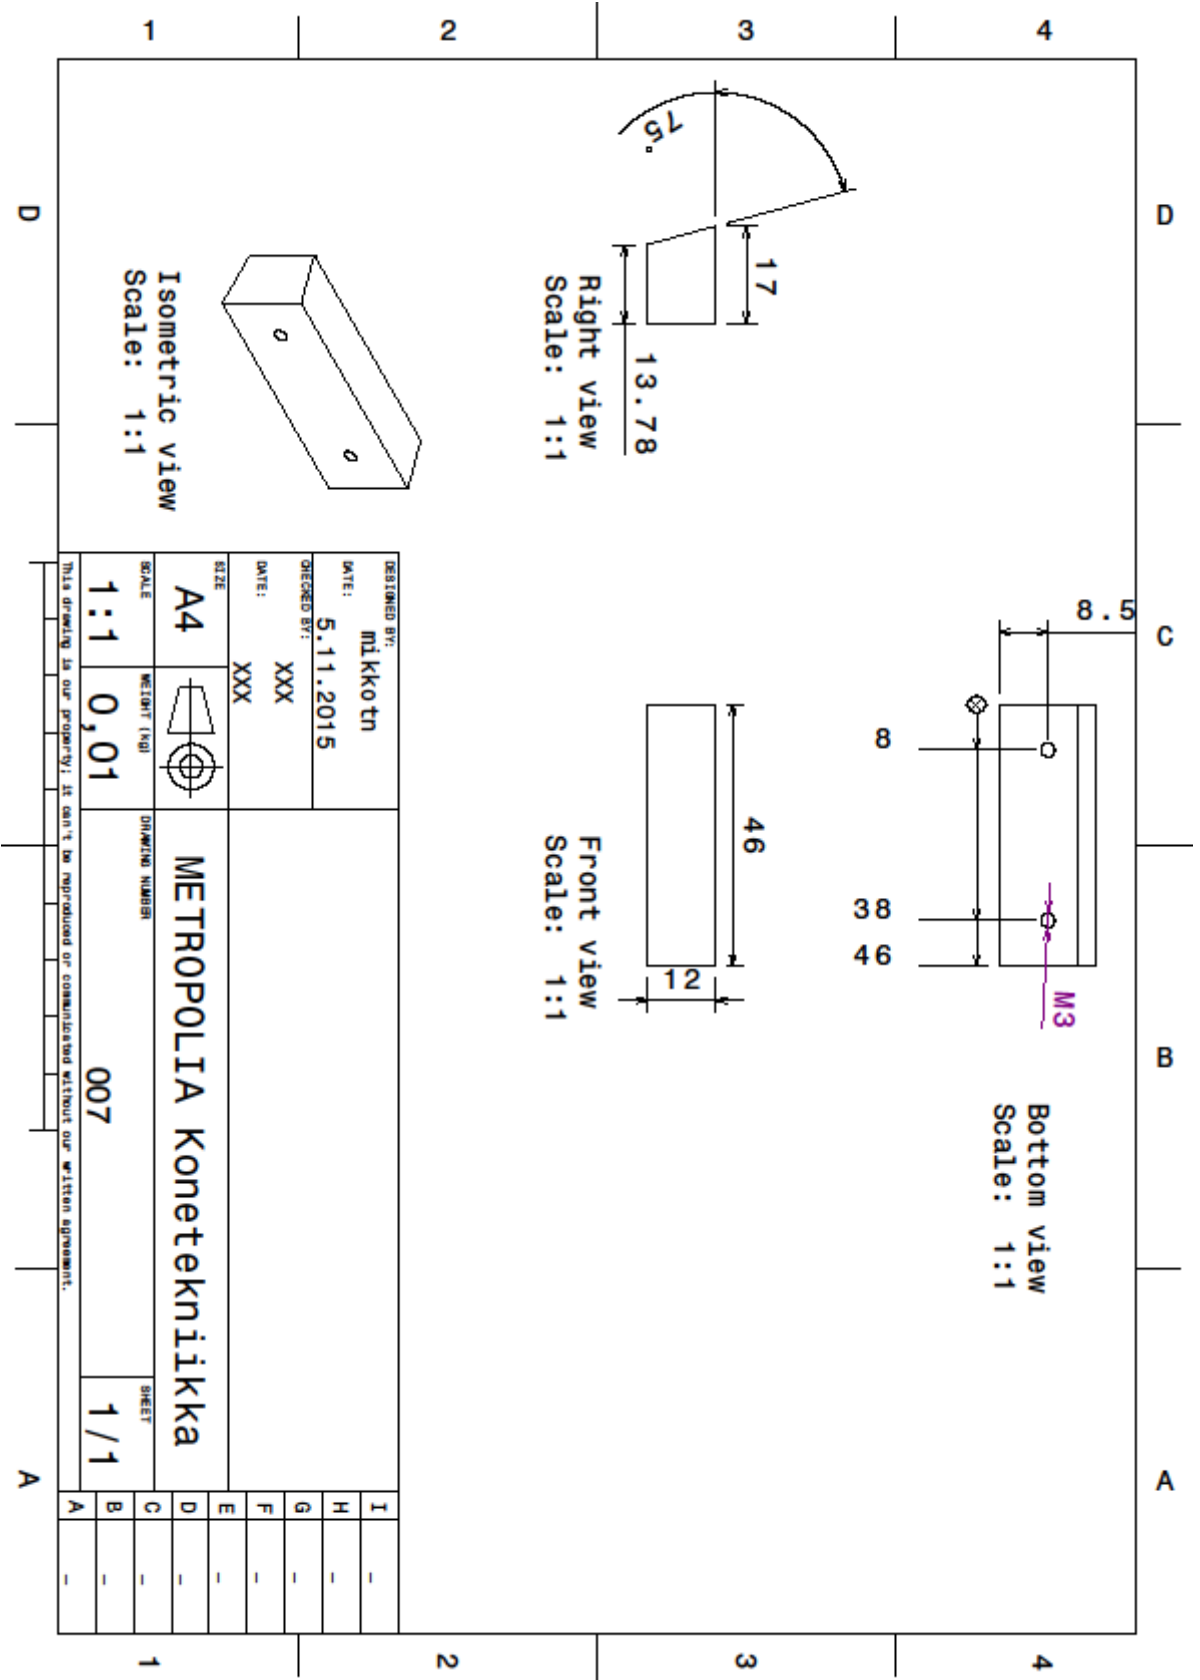 1
2
3
4
D
D
75°
17
13.78
Right view
Scale: 1:1
Isometric view
Scale: 1:1
8.5
C
8
38
46
M3
46
12
Front view
Scale: 1:1
B
Bottom view
Scale: 1:1
DESIGNED BY:
mikkotn
DATE:
5.11.2015
CHECKED BY:
XXX
DATE:
XXX
SIZE
A4
METROPOLIA Konetekniikka
SCALE
1:1
WEIGHT (kg)
0,01
DRAWING NUMBER
007
SHEET
1/1
This drawing is our property; it can't be reproduced or communicated without our written agreement.
I -
H -
G -
F -
E -
D -
C -
B -
A -
A
A
1
2
3
4